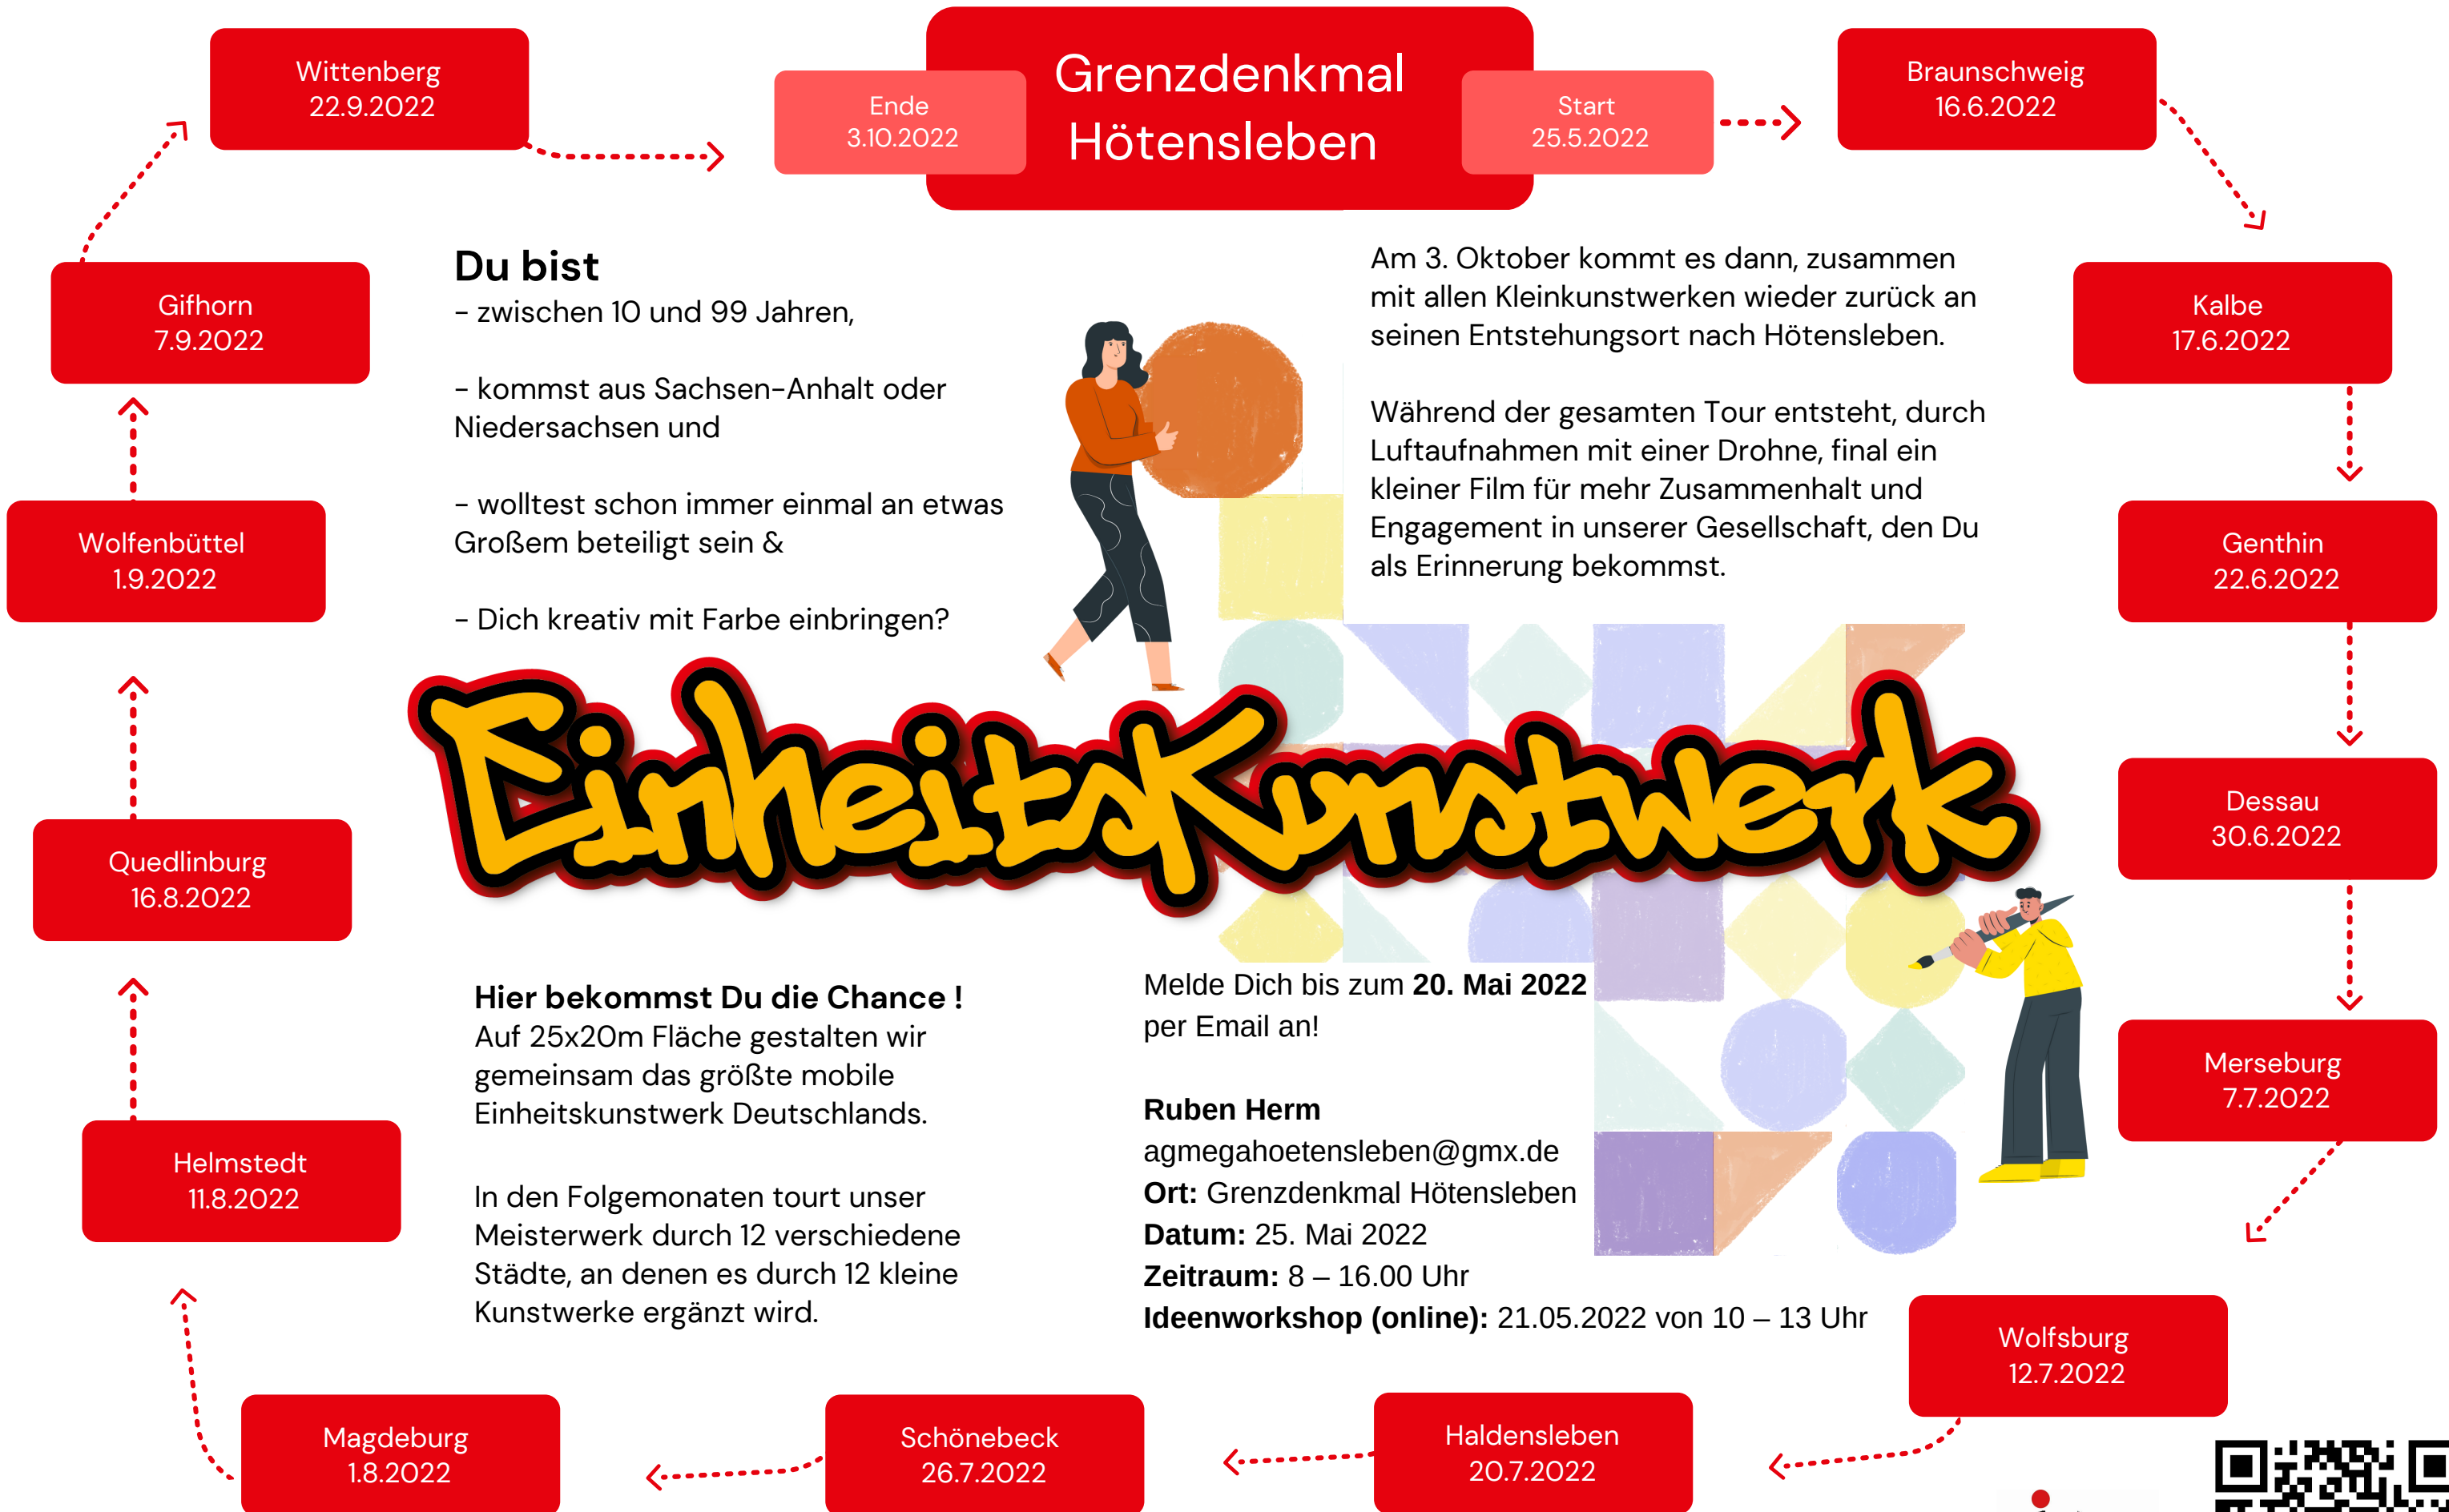 Grenzdenkmal
Hötensleben
Start
25.5.2022
Braunschweig
16.6.2022
Kalbe
17.6.2022
Genthin
22.6.2022
Dessau
30.6.2022
Merseburg
7.7.2022
Wolfsburg
12.7.2022
Haldensleben
20.7.2022
Schönebeck
26.7.2022
Magdeburg
1.8.2022
Helmstedt
11.8.2022
Quedlinburg
16.8.2022
Wolfenbüttel
1.9.2022
Gifhorn
7.9.2022
Wittenberg
22.9.2022
Ende
3.10.2022
Du bist
- zwischen 10 und 99 Jahren,
- kommst aus Sachsen-Anhalt oder
Niedersachsen und
- wolltest schon immer einmal an etwas
Großem beteiligt sein &
- Dich kreativ mit Farbe einbringen?
Am 3. Oktober kommt es dann, zusammen
mit allen Kleinkunstwerken wieder zurück an
seinen Entstehungsort nach Hötensleben.
Während der gesamten Tour entsteht, durch
Luftaufnahmen mit einer Drohne, final ein
kleiner Film für mehr Zusammenhalt und
Engagement in unserer Gesellschaft, den Du
als Erinnerung bekommst.
EinheitsKunstwerk
Hier bekommst Du die Chance !
Auf 25x20m Fläche gestalten wir
gemeinsam das größte mobile
Einheitskunstwerk Deutschlands.
In den Folgemonaten tourt unser
Meisterwerk durch 12 verschiedene
Städte, an denen es durch 12 kleine
Kunstwerke ergänzt wird.
Melde Dich bis zum 20. Mai 2022
per Email an!
Ruben Herm
agmegahoetensleben@gmx.de
Ort: Grenzdenkmal Hötensleben
Datum: 25. Mai 2022
Zeitraum: 8 – 16.00 Uhr
Ideenworkshop (online): 21.05.2022 von 10 – 13 Uhr